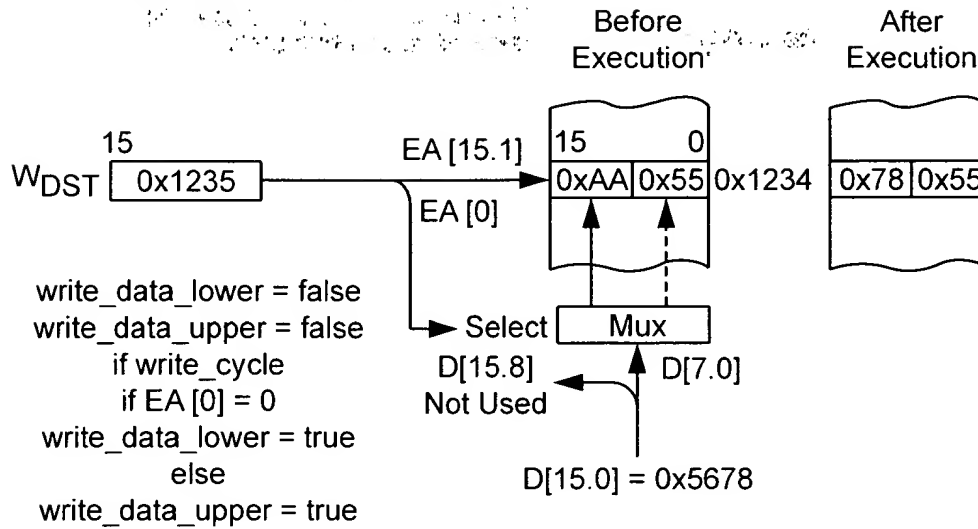 Before
Execution
After
Execution
15
EA [15.1]
15 0
WDST 0x1235
0xAA 0x55 0x1234
0x78 0x55
EA [0]
write_data_lower = false
write_data_upper = false
if write_cycle
if EA [0] = 0
write_data_lower = true
else
write_data_upper = true
Select Mux
D[15.8]
Not Used
D[7.0]
D[15.0] = 0x5678